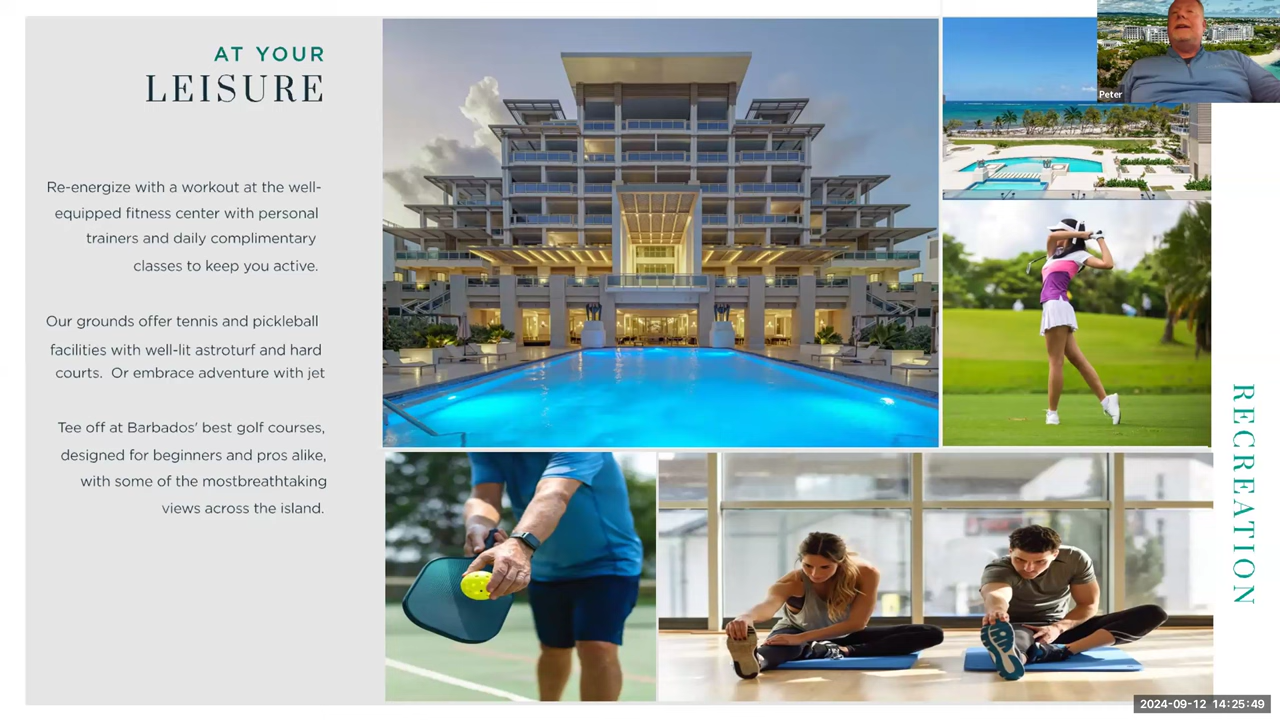 AT YOUR
LEISURE
Re-energize with a workout at the well-
equipped fitness center with personal
trainers and daily complimentary
classes to keep you active.
Our grounds offer tennis and pickleball
facilities with well-lit astroturf and hard
courts.  Or embrace adventure with jet
Tee off at Barbados' best golf courses,
designed for beginners and pros alike,
with some of the mostbreathtaking
views across the island.
Peter
RECREATION
2024-09-12 14:25:49